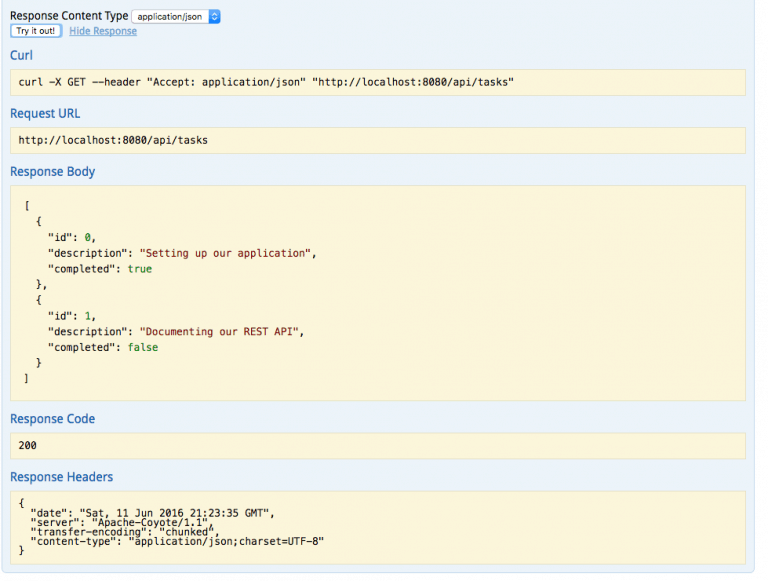 Response Content Type application/json
Try it out! Hide Response
Curl
curl -X GET --header "Accept: application/json" "http://localhost:8080/api/tasks"
Request URL
http://localhost:8080/api/tasks
Response Body
[
  {
    "id": 0,
    "description": "Setting up our application",
    "completed": true
  },
  {
    "id": 1,
    "description": "Documenting our REST API",
    "completed": false
  }
]
Response Code
200
Response Headers
{
  "date": "Sat, 11 Jun 2016 21:23:35 GMT",
  "server": "Apache-Coyote/1.1",
  "transfer-encoding": "chunked",
  "content-type": "application/json;charset=UTF-8"
}